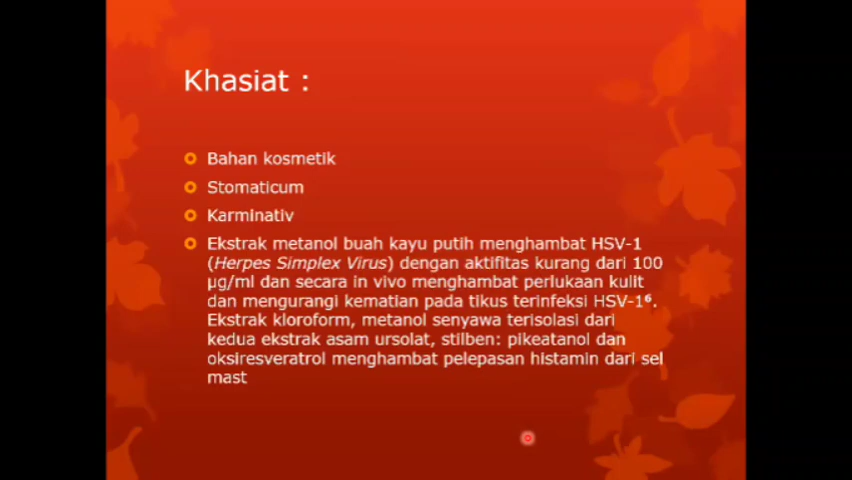 Khasiat :
Bahan kosmetik
Stomaticum
Karminativ
Ekstrak metanol buah kayu putih menghambat HSV-1
(Herpes Simplex Virus) dengan aktifitas kurang dari 100
µg/ml dan secara in vivo menghambat perlukaan kulit
dan mengurangi kematian pada tikus terinfeksi HSV-1⁶.
Ekstrak kloroform, metanol senyawa terisolasi dari
kedua ekstrak asam ursolat, stilben: pikeatanol dan
oksiresveratrol menghambat pelepasan histamin dari sel
mast